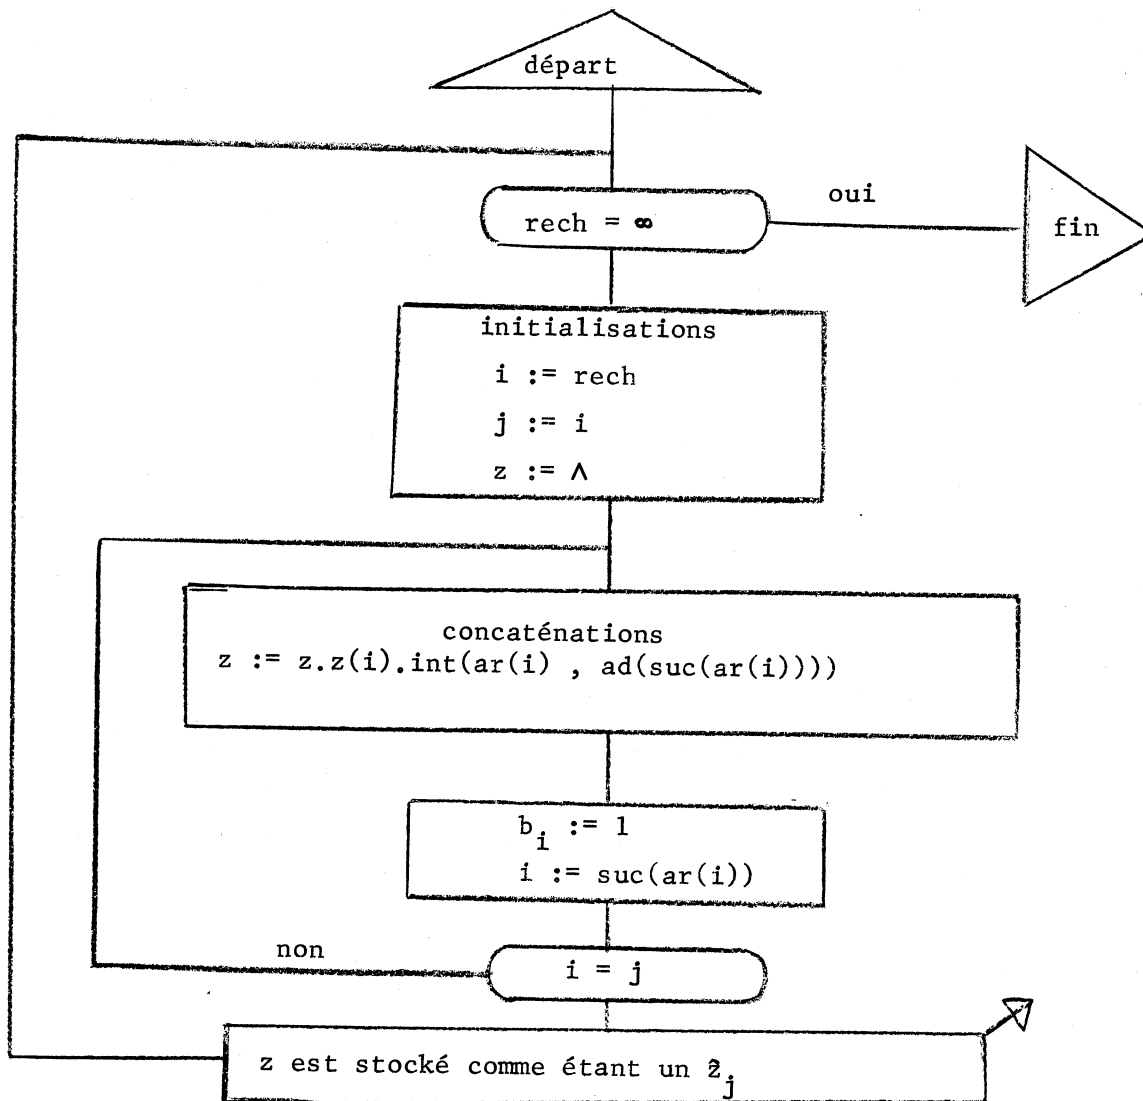 départ
rech = ∞
oui
fin
initialisations
i := rech
j := i
z := Λ
concaténations
z := z.z(i).int(ar(i) , ad(suc(ar(i))))
b_i := 1
i := suc(ar(i))
non
i = j
z est stocké comme étant un ẑ_j